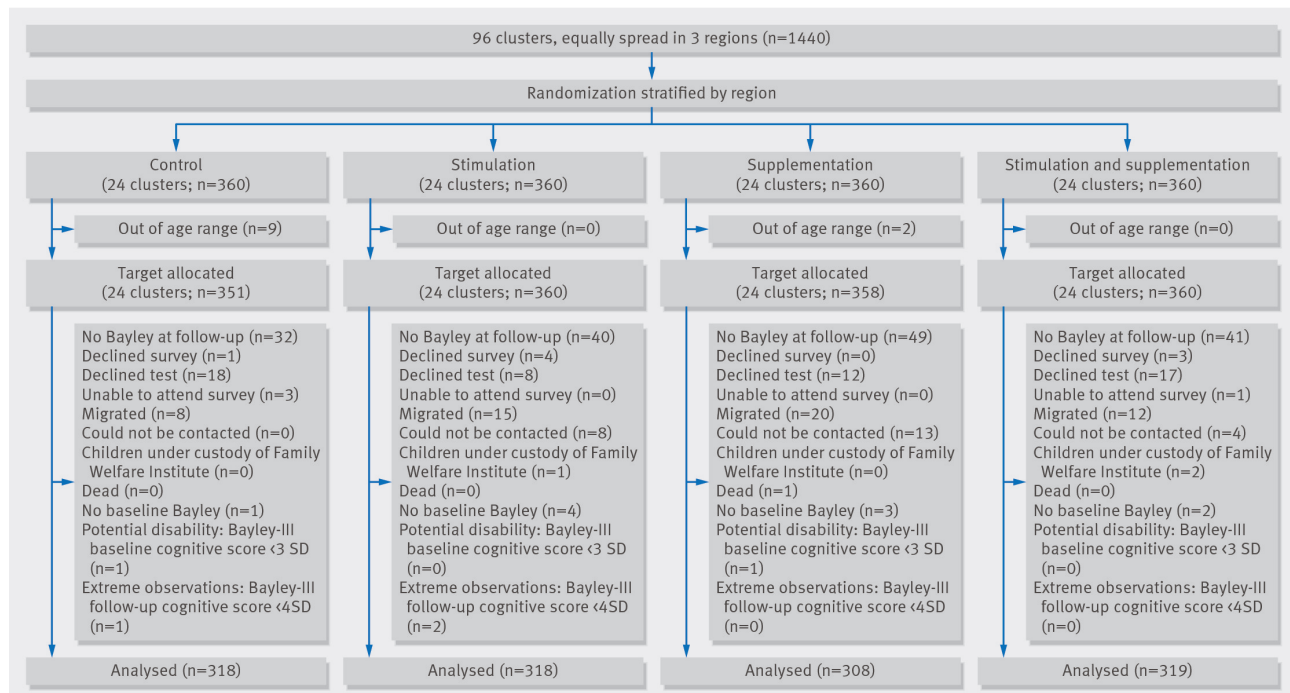 96 clusters, equally spread in 3 regions (n=1440)
Randomization stratified by region
Control
(24 clusters; n=360)
Stimulation
(24 clusters; n=360)
Supplementation
(24 clusters; n=360)
Stimulation and supplementation
(24 clusters; n=360)
Out of age range (n=9)
Out of age range (n=0)
Out of age range (n=2)
Out of age range (n=0)
Target allocated
(24 clusters; n=351)
Target allocated
(24 clusters; n=360)
Target allocated
(24 clusters; n=358)
Target allocated
(24 clusters; n=360)
No Bayley at follow-up (n=32)
Declined survey (n=1)
Declined test (n=18)
Unable to attend survey (n=3)
Migrated (n=8)
Could not be contacted (n=0)
Children under custody of Family
Welfare Institute (n=0)
Dead (n=0)
No baseline Bayley (n=1)
Potential disability: Bayley-III
baseline cognitive score <3 SD
(n=1)
Extreme observations: Bayley-III
follow-up cognitive score <4SD
(n=1)
No Bayley at follow-up (n=40)
Declined survey (n=4)
Declined test (n=8)
Unable to attend survey (n=0)
Migrated (n=15)
Could not be contacted (n=8)
Children under custody of Family
Welfare Institute (n=1)
Dead (n=0)
No baseline Bayley (n=4)
Potential disability: Bayley-III
baseline cognitive score <3 SD
(n=0)
Extreme observations: Bayley-III
follow-up cognitive score <4SD
(n=2)
No Bayley at follow-up (n=49)
Declined survey (n=0)
Declined test (n=12)
Unable to attend survey (n=0)
Migrated (n=20)
Could not be contacted (n=13)
Children under custody of Family
Welfare Institute (n=0)
Dead (n=1)
No baseline Bayley (n=3)
Potential disability: Bayley-III
baseline cognitive score <3 SD
(n=1)
Extreme observations: Bayley-III
follow-up cognitive score <4SD
(n=0)
No Bayley at follow-up (n=41)
Declined survey (n=3)
Declined test (n=17)
Unable to attend survey (n=1)
Migrated (n=12)
Could not be contacted (n=4)
Children under custody of Family
Welfare Institute (n=2)
Dead (n=0)
No baseline Bayley (n=2)
Potential disability: Bayley-III
baseline cognitive score <3 SD
(n=0)
Extreme observations: Bayley-III
follow-up cognitive score <4SD
(n=0)
Analysed (n=318)
Analysed (n=318)
Analysed (n=308)
Analysed (n=319)